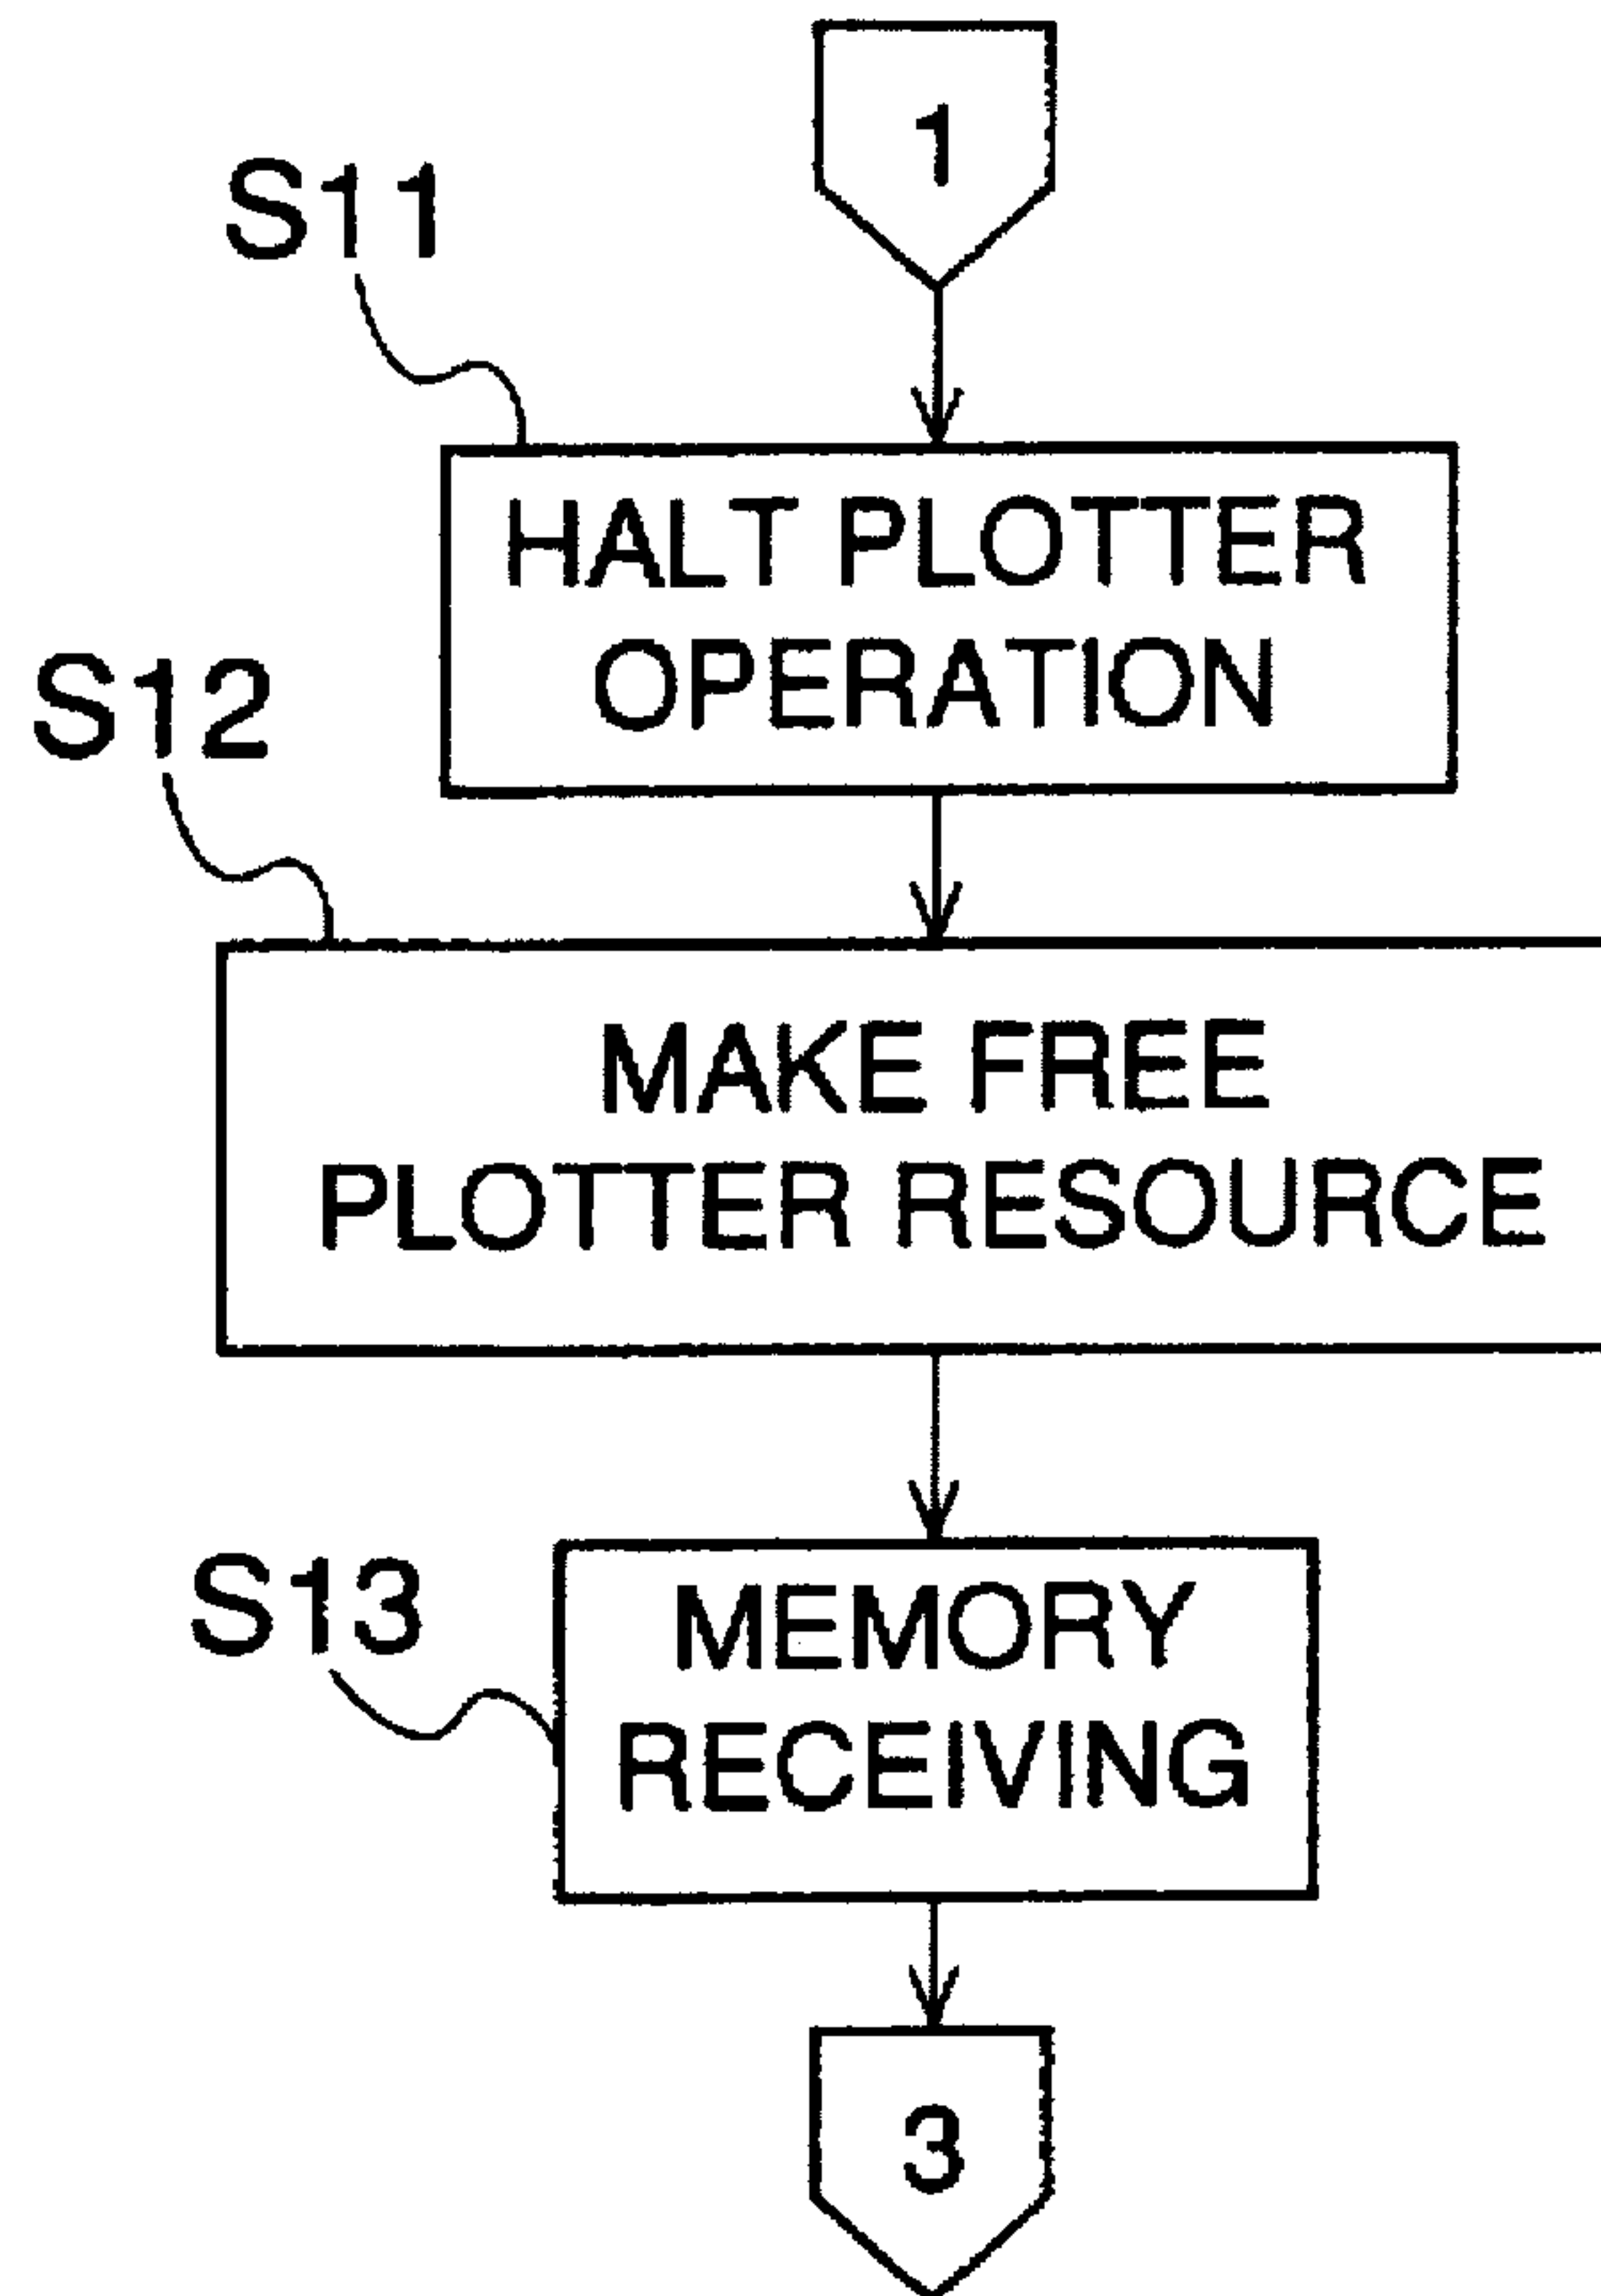 1
S11
HALT PLOTTER
OPERATION
S12
MAKE FREE
PLOTTER RESOURCE
S13
MEMORY
RECEIVING
3